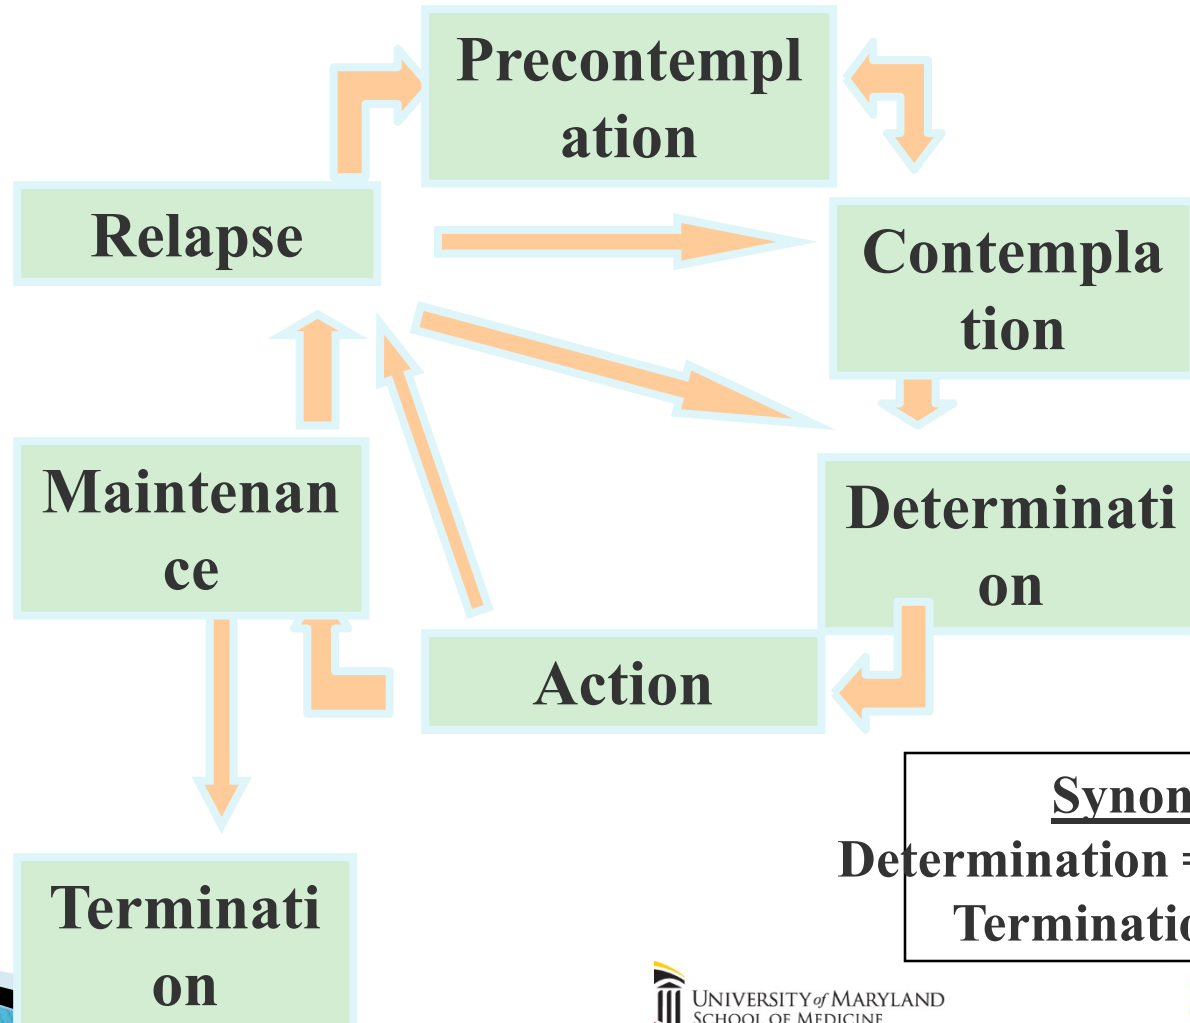 Precontempl
ation
Relapse
Contempla
tion
Maintenan
ce
Determinati
on
Action
Synon
Determination =
Terminatio
Terminati
on
UNIVERSITY of MARYLAND
SCHOOL OF MEDICINE